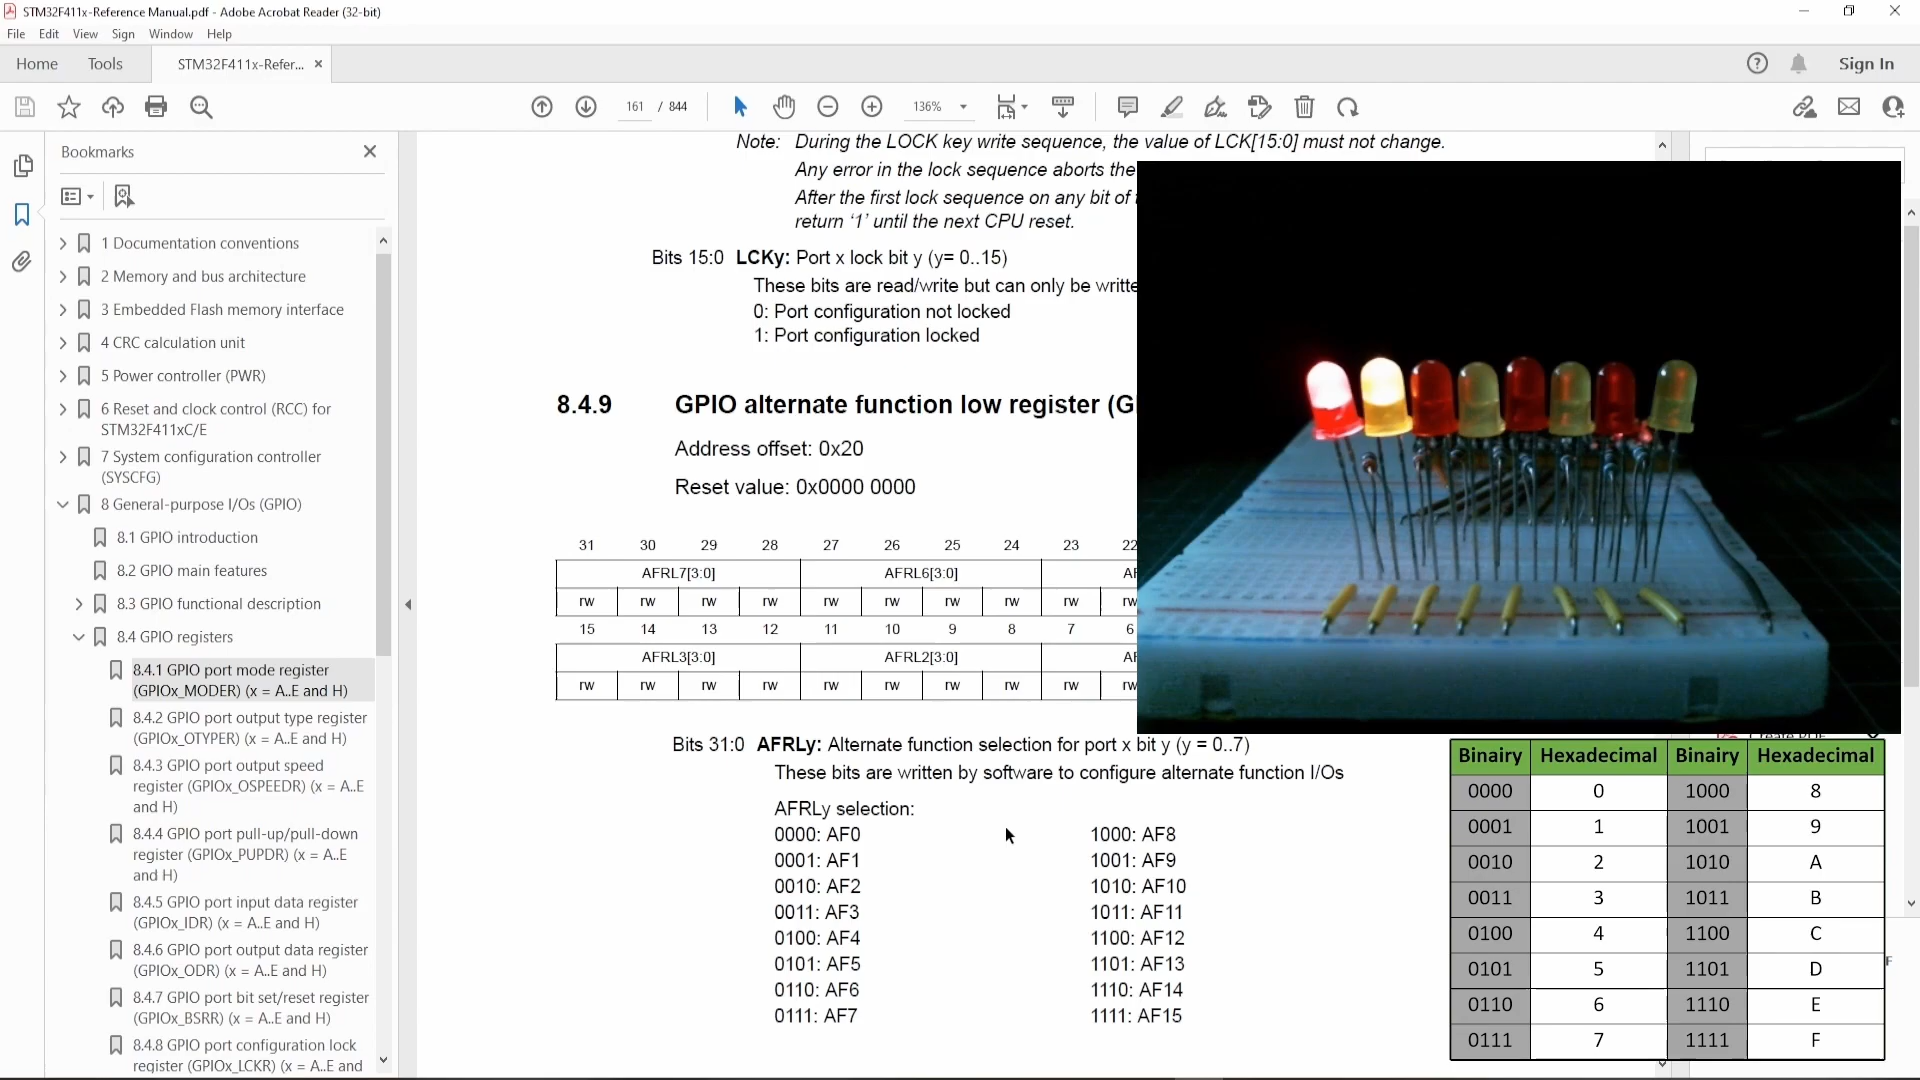 STM32F411x-Reference Manual.pdf - Adobe Acrobat Reader (32-bit)
File Edit View Sign Window Help
Home Tools STM32F411x-Refer... × Sign In
161 / 844 136%
Bookmarks
1 Documentation conventions
2 Memory and bus architecture
3 Embedded Flash memory interface
4 CRC calculation unit
5 Power controller (PWR)
6 Reset and clock control (RCC) for
STM32F411xC/E
7 System configuration controller
(SYSCFG)
8 General-purpose I/Os (GPIO)
8.1 GPIO introduction
8.2 GPIO main features
8.3 GPIO functional description
8.4 GPIO registers
8.4.1 GPIO port mode register
(GPIOx_MODER) (x = A..E and H)
8.4.2 GPIO port output type register
(GPIOx_OTYPER) (x = A..E and H)
8.4.3 GPIO port output speed
register (GPIOx_OSPEEDR) (x = A..E
and H)
8.4.4 GPIO port pull-up/pull-down
register (GPIOx_PUPDR) (x = A..E
and H)
8.4.5 GPIO port input data register
(GPIOx_IDR) (x = A..E and H)
8.4.6 GPIO port output data register
(GPIOx_ODR) (x = A..E and H)
8.4.7 GPIO port bit set/reset register
(GPIOx_BSRR) (x = A..E and H)
8.4.8 GPIO port configuration lock
register (GPIOx_LCKR) (x = A..E and
Note: During the LOCK key write sequence, the value of LCK[15:0] must not change.
Any error in the lock sequence aborts the
After the first lock sequence on any bit of
return ‘1’ until the next CPU reset.
Bits 15:0 LCKy: Port x lock bit y (y= 0..15)
These bits are read/write but can only be writte
0: Port configuration not locked
1: Port configuration locked
8.4.9 GPIO alternate function low register (G
Address offset: 0x20
Reset value: 0x0000 0000
31 30 29 28 27 26 25 24 23 22
AFRL7[3:0] AFRL6[3:0] AF
rw rw rw rw rw rw rw rw rw rw
15 14 13 12 11 10 9 8 7 6
AFRL3[3:0] AFRL2[3:0] AF
rw rw rw rw rw rw rw rw rw rw
Bits 31:0 AFRLy: Alternate function selection for port x bit y (y = 0..7)
These bits are written by software to configure alternate function I/Os
AFRLy selection:
0000: AF0 1000: AF8
0001: AF1 1001: AF9
0010: AF2 1010: AF10
0011: AF3 1011: AF11
0100: AF4 1100: AF12
0101: AF5 1101: AF13
0110: AF6 1110: AF14
0111: AF7 1111: AF15
Binairy Hexadecimal Binairy Hexadecimal
0000 0 1000 8
0001 1 1001 9
0010 2 1010 A
0011 3 1011 B
0100 4 1100 C
0101 5 1101 D
0110 6 1110 E
0111 7 1111 F